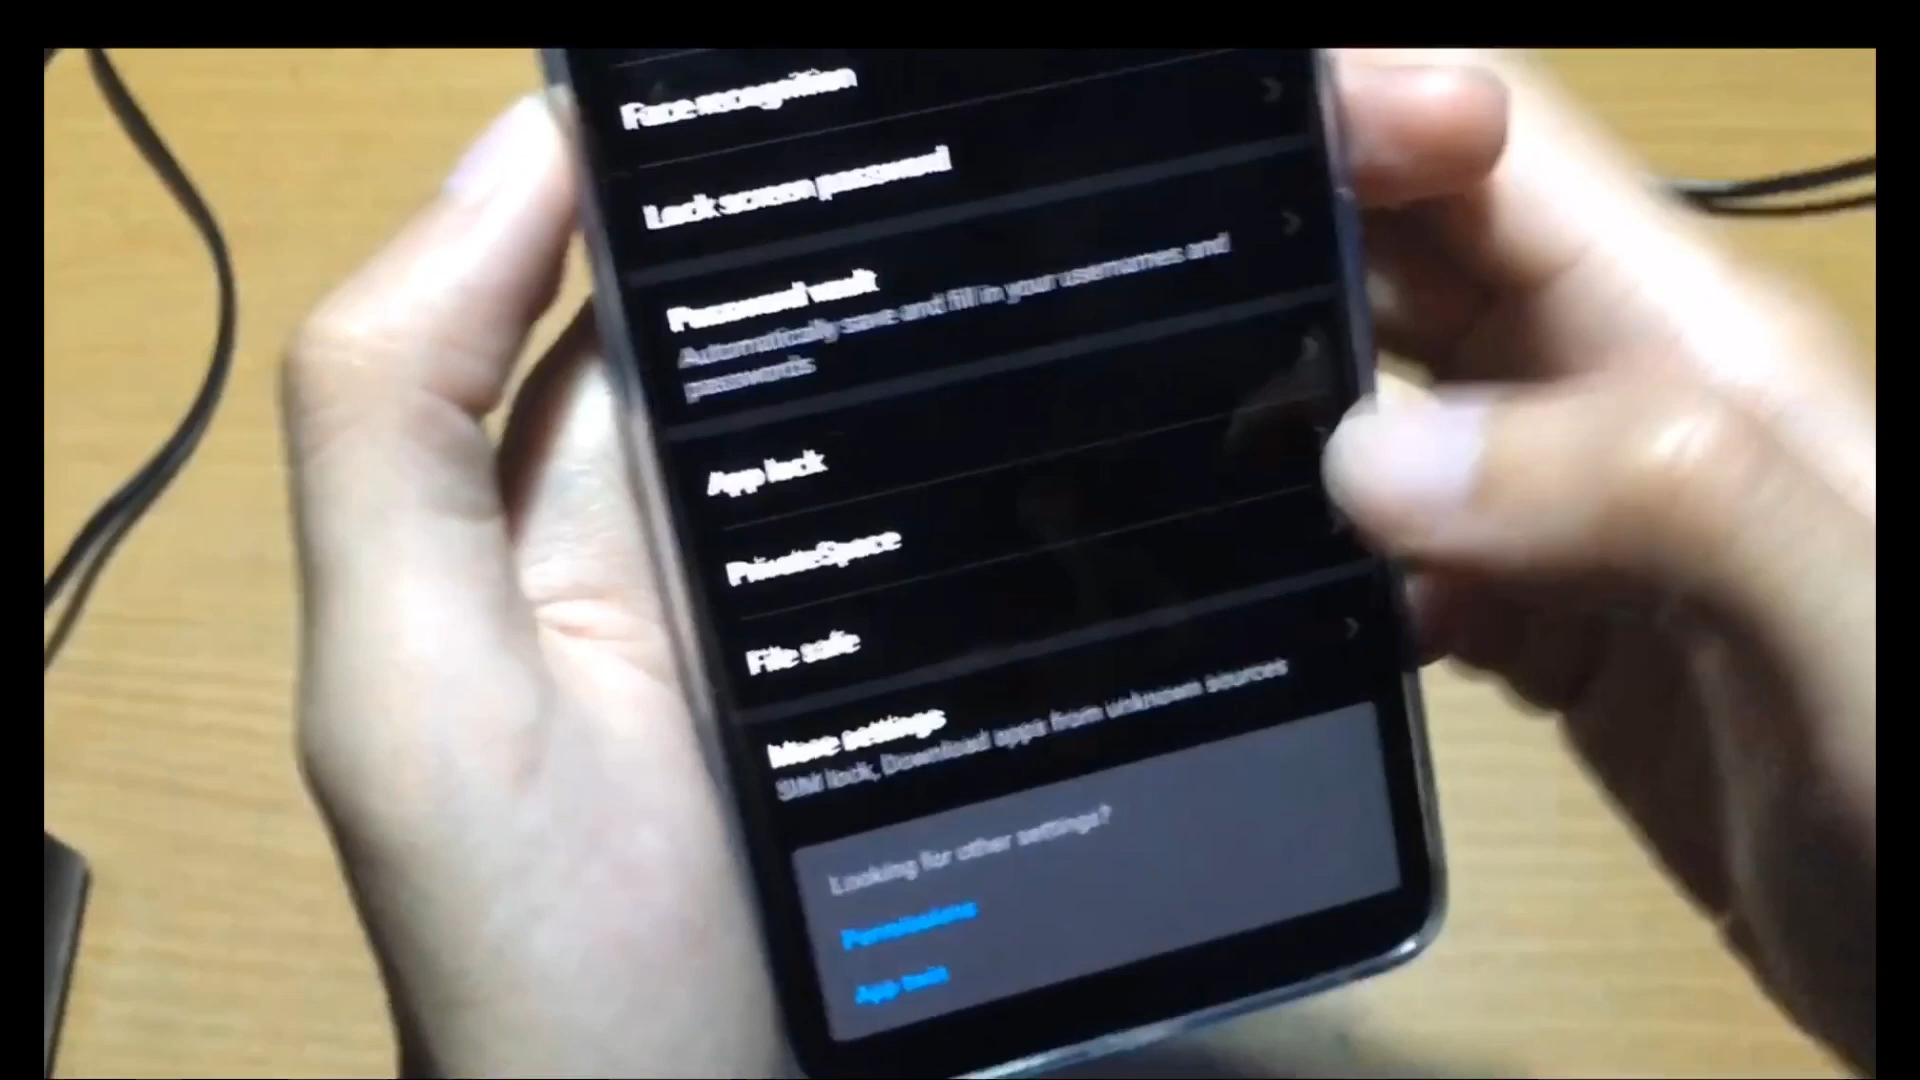 Face recognition
Lock screen password
Password vault
Automatically save and fill in your usernames and
passwords
App lock
PrivateSpace
File safe
More settings
SIM lock, Download apps from unknown sources
Looking for other settings?
Permissions
App twin